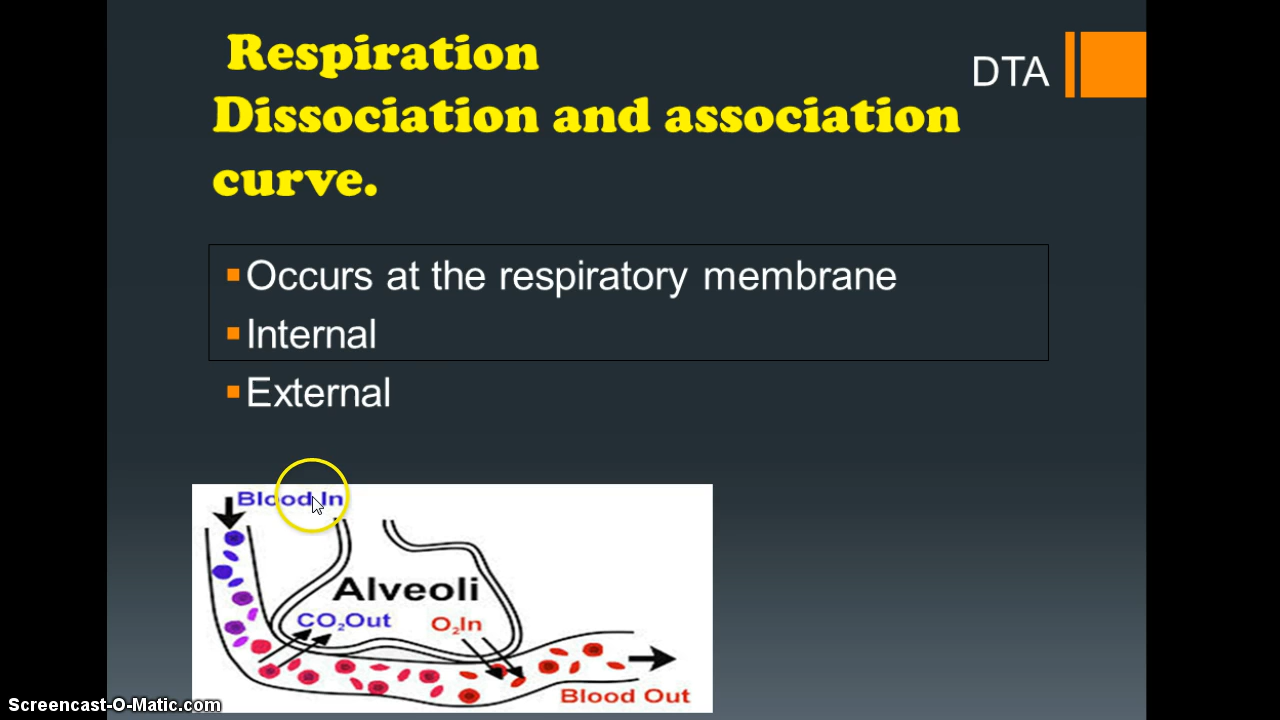 Respiration
DTA
Dissociation and association
curve.
Occurs at the respiratory membrane
Internal
External
Blood In
Alveoli
CO₂Out
O₂In
Blood Out
Screencast-O-Matic.com